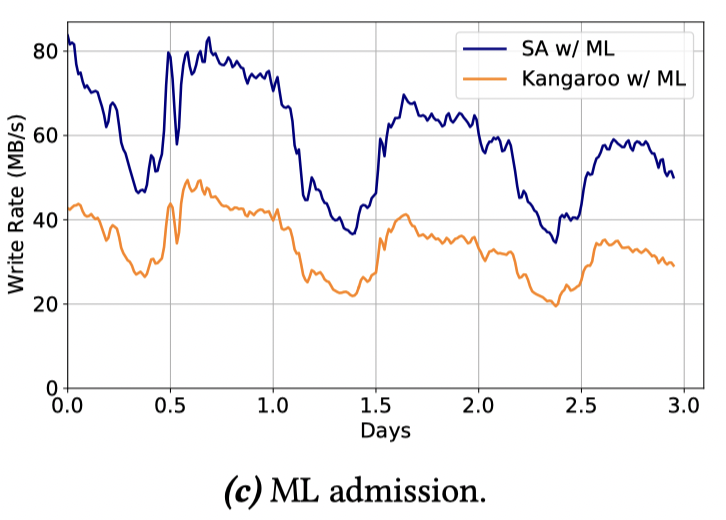 SA w/ ML
Kangaroo w/ ML
Write Rate (MB/s)
80
60
40
20
0
0.0 0.5 1.0 1.5 2.0 2.5 3.0
Days
(c) ML admission.